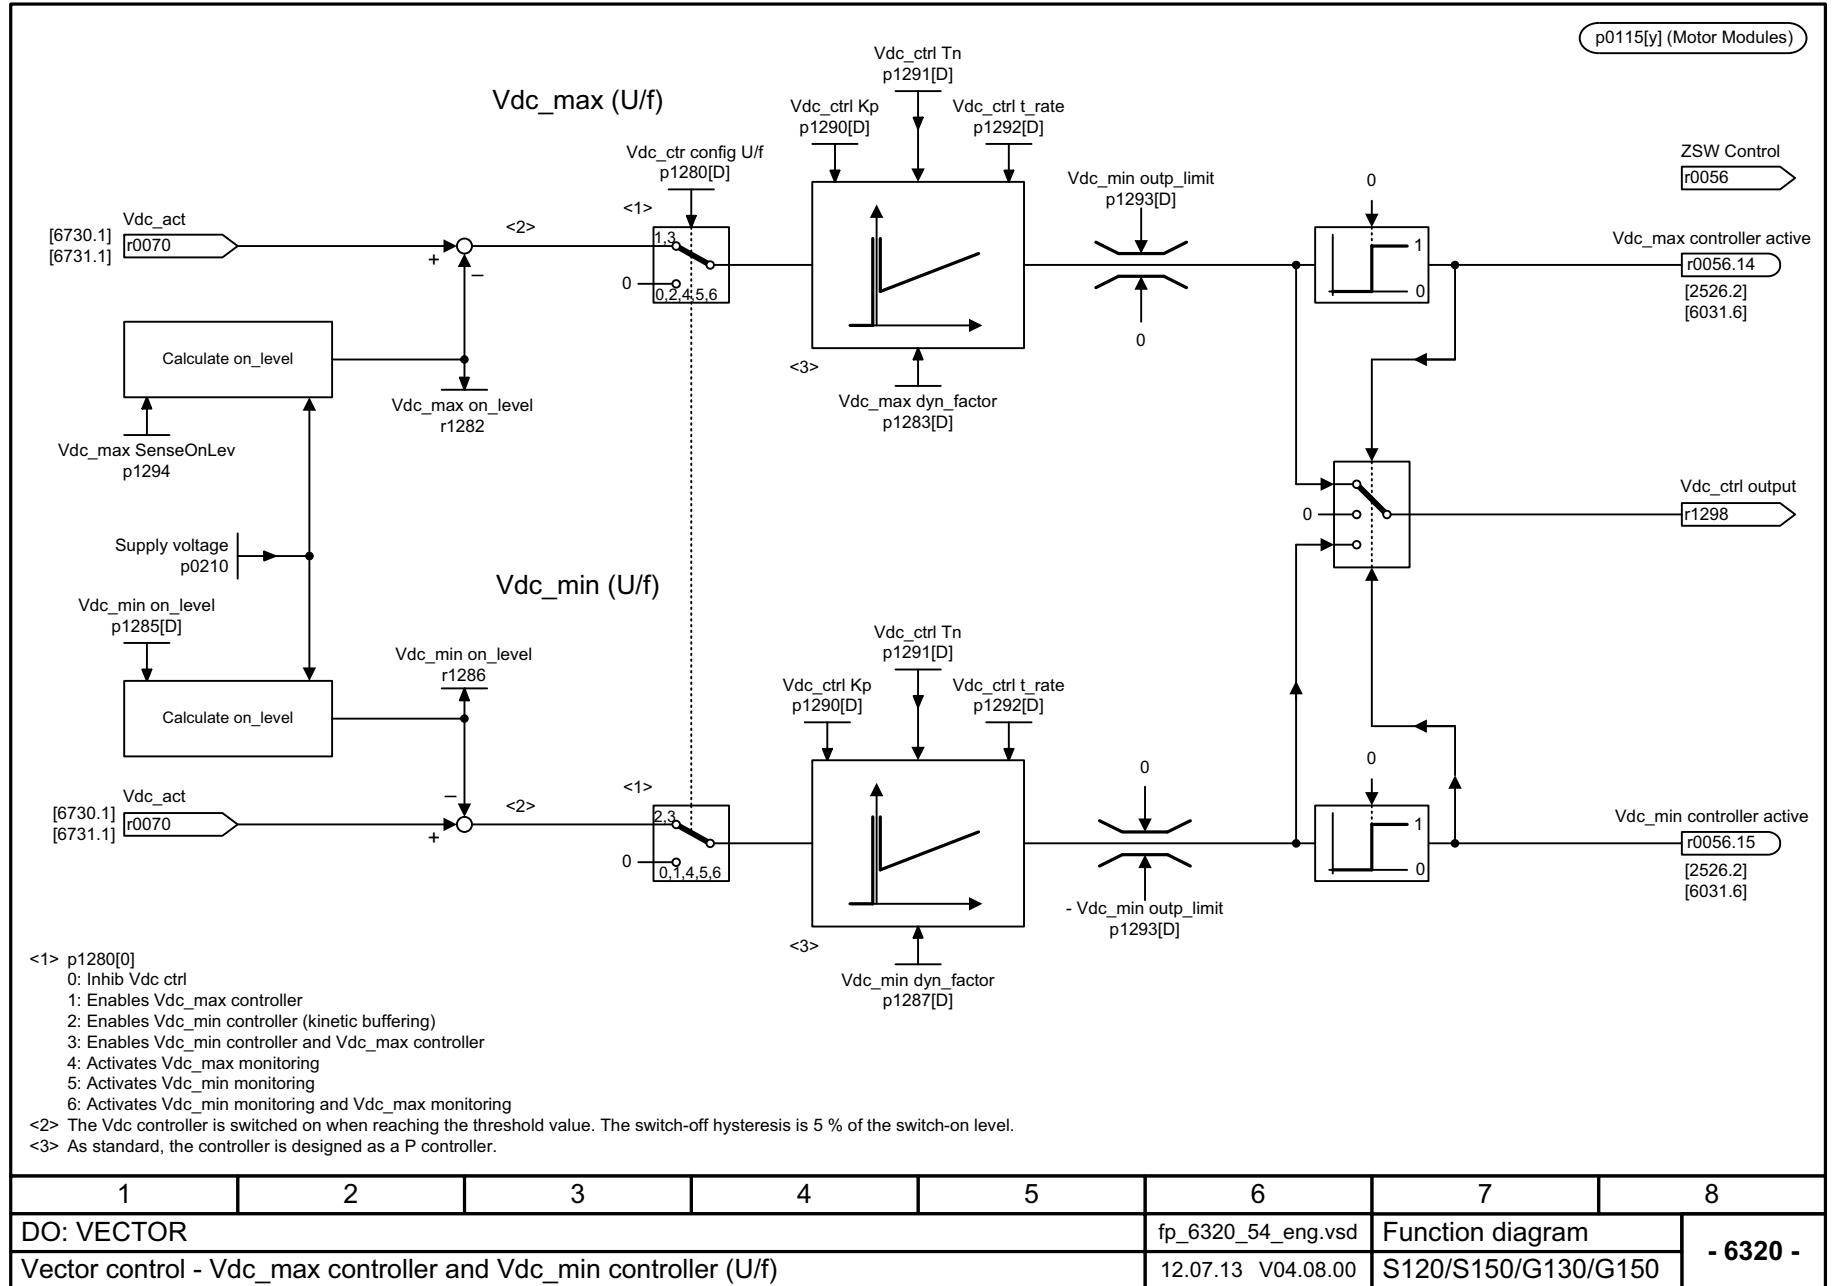 p0115[y] (Motor Modules)
Vdc_max (U/f)
Vdc_ctrl Tn
p1291[D]
Vdc_ctrl Kp
p1290[D]
Vdc_ctrl t_rate
p1292[D]
Vdc_ctr config U/f
p1280[D]
Vdc_min outp_limit
p1293[D]
0
ZSW Control
r0056
[6730.1]
[6731.1]
Vdc_act
r0070
+
–
<2>
<1>
1,3
0
0,2,4,5,6
0
1
0
Vdc_max controller active
r0056.14
[2526.2]
[6031.6]
Calculate on_level
Vdc_max on_level
r1282
<3>
Vdc_max dyn_factor
p1283[D]
Vdc_max SenseOnLev
p1294
Vdc_ctrl output
r1298
0
Supply voltage
p0210
Vdc_min (U/f)
Vdc_min on_level
p1285[D]
Vdc_min on_level
r1286
Calculate on_level
Vdc_ctrl Tn
p1291[D]
Vdc_ctrl Kp
p1290[D]
Vdc_ctrl t_rate
p1292[D]
0
0
[6730.1]
[6731.1]
Vdc_act
r0070
+
–
<2>
<1>
2,3
0
0,1,4,5,6
1
0
Vdc_min controller active
r0056.15
[2526.2]
[6031.6]
- Vdc_min outp_limit
p1293[D]
<3>
Vdc_min dyn_factor
p1287[D]
<1> p1280[0]
0: Inhib Vdc ctrl
1: Enables Vdc_max controller
2: Enables Vdc_min controller (kinetic buffering)
3: Enables Vdc_min controller and Vdc_max controller
4: Activates Vdc_max monitoring
5: Activates Vdc_min monitoring
6: Activates Vdc_min monitoring and Vdc_max monitoring
<2> The Vdc controller is switched on when reaching the threshold value. The switch-off hysteresis is 5 % of the switch-on level.
<3> As standard, the controller is designed as a P controller.
1 2 3 4 5 6 7 8
DO: VECTOR
fp_6320_54_eng.vsd
Function diagram
- 6320 -
Vector control - Vdc_max controller and Vdc_min controller (U/f)
12.07.13 V04.08.00
S120/S150/G130/G150